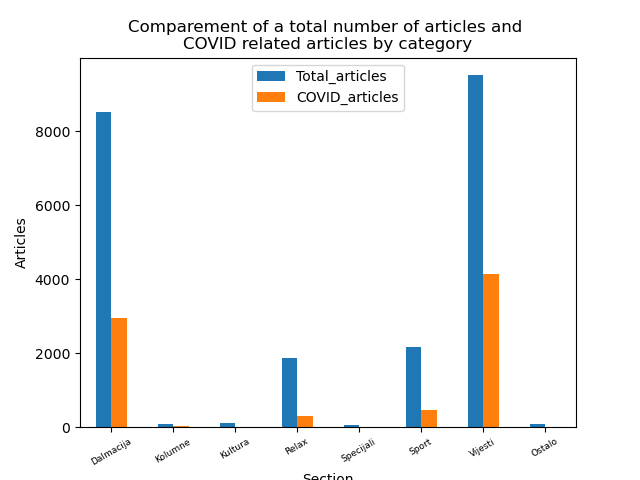 Comparement of a total number of articles and
COVID related articles by category
Total_articles
COVID_articles
Articles
8000
6000
4000
2000
0
Dalmacija
Kolumne
Kultura
Relax
Specijali
Sport
Vijesti
Ostalo
Section